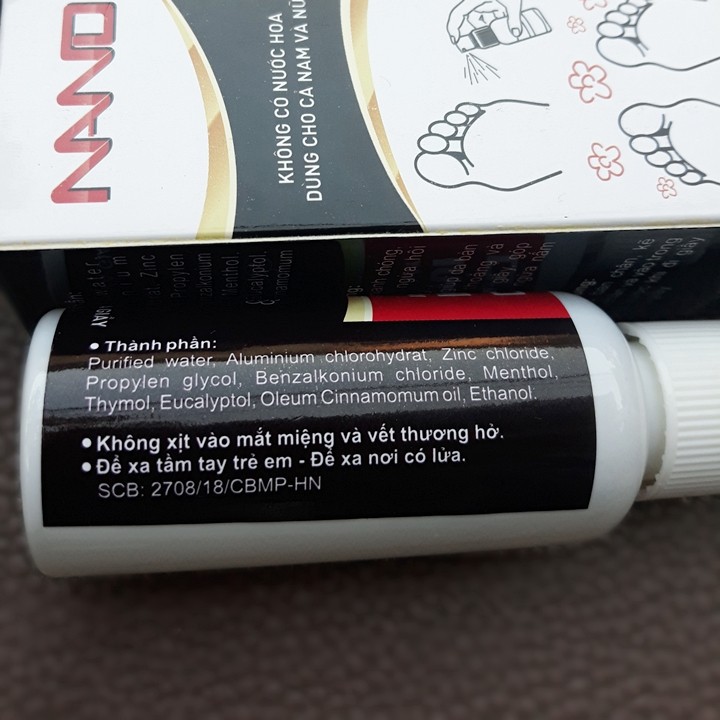 NANO
KHÔNG CÓ NƯỚC HOA
DÙNG CHO CẢ NAM VÀ NỮ
GIẦY
• Thành phần:
Purified water, Aluminium chlorohydrat, Zinc chloride,
Propylen glycol, Benzalkonium chloride, Menthol,
Thymol, Eucalyptol, Oleum Cinnamomum oil, Ethanol.
• Không xịt vào mắt miệng và vết thương hở.
• Để xa tầm tay trẻ em - Để xa nơi có lửa.
SCB: 2708/18/CBMP-HN